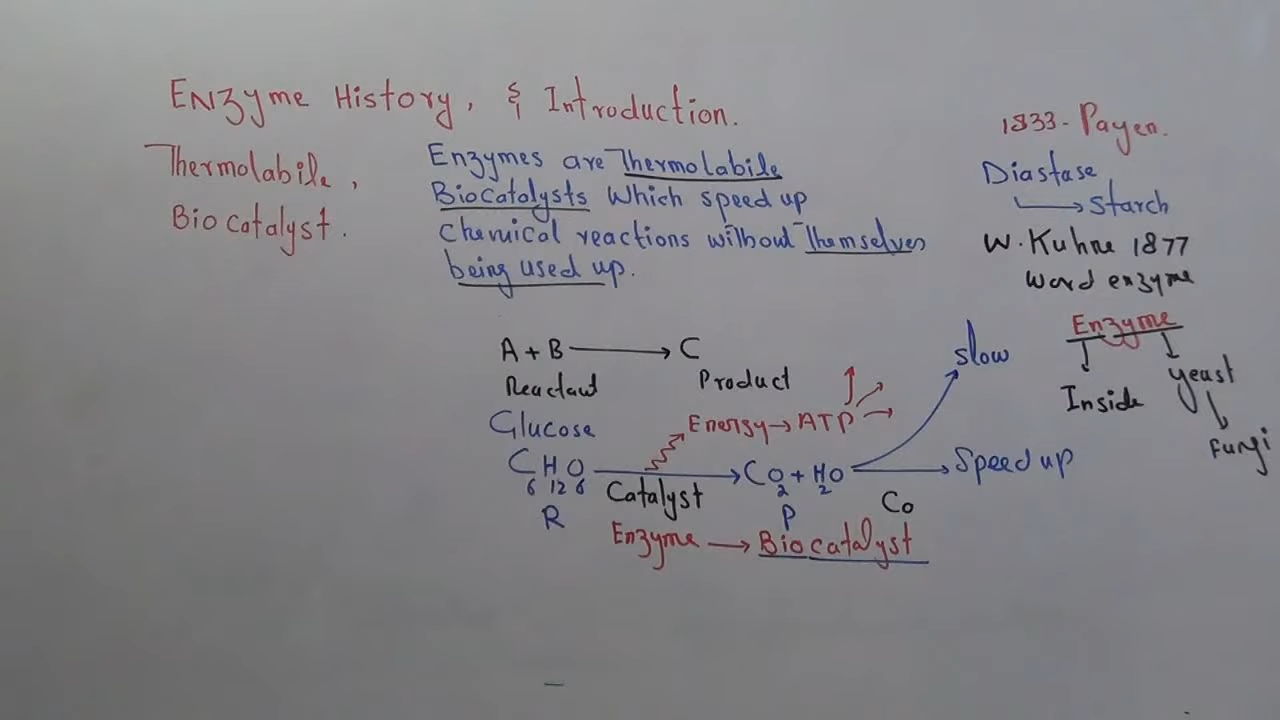 Enzyme History, & Introduction.
Thermolabile,
Biocatalyst.
Enzymes are Thermolabile
Biocatalysts which speed up
chemical reactions without themselves
being used up.
1833- Payen.
Diastase
→ Starch
W. Kuhne 1877
Word enzyme
Enzyme
Inside
yeast
Fungi
A + B → C
Reactant Product
Glucose
Energy → ATP
C6H12O6 → CO2 + H2O
slow
Speed up
Catalyst
Co
R P
Enzyme → Biocatalyst